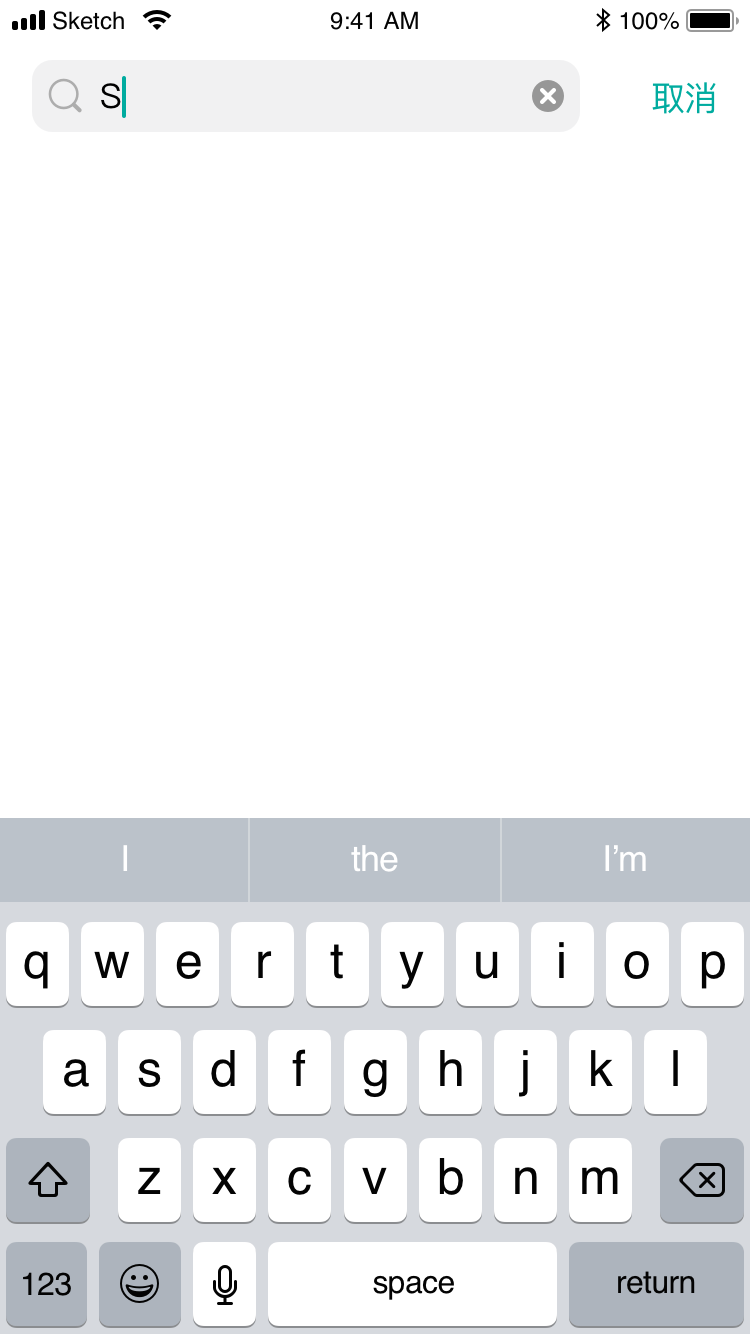 Sketch 9:41 AM 100%
S 取消
I the I'm
q w e r t y u i o p
a s d f g h j k l
z x c v b n m
123 space return